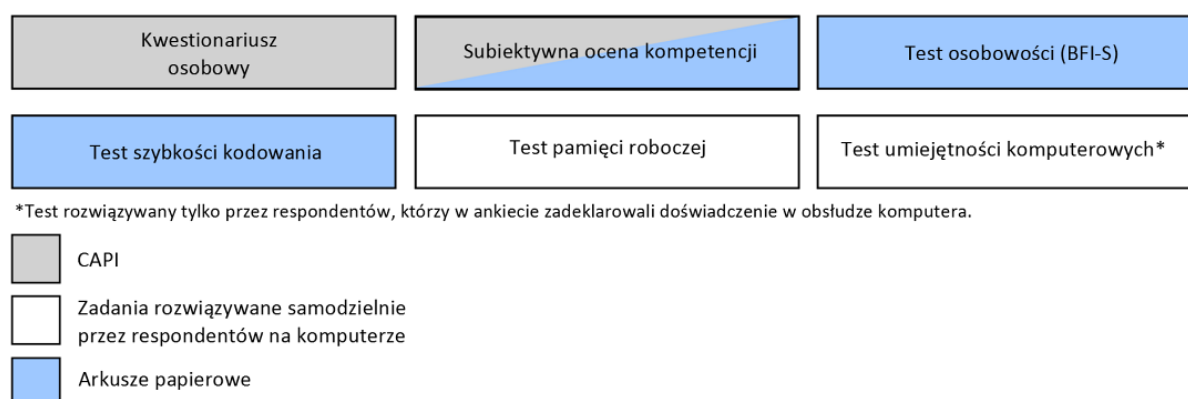 Kwestionariusz
osobowy
Subiektywna ocena kompetencji
Test osobowości (BFI-S)
Test szybkości kodowania
Test pamięci roboczej
Test umiejętności komputerowych*
*Test rozwiązywany tylko przez respondentów, którzy w ankiecie zadeklarowali doświadczenie w obsłudze komputera.
CAPI
Zadania rozwiązywane samodzielnie
przez respondentów na komputerze
Arkusze papierowe